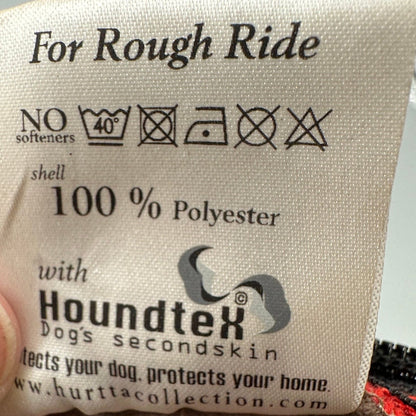 For Rough Ride
NO
softeners
40°
shell
100 % Polyester
with
HoundteX ©
Dog's secondskin
tects your dog. protects your home.
www.hurttacollection.com